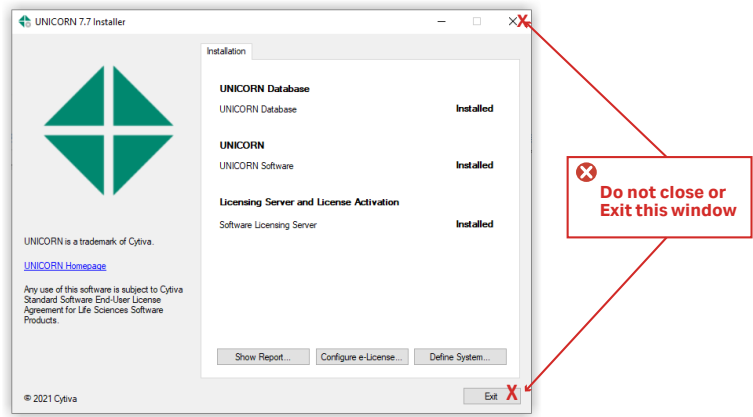 UNICORN 7.7 Installer
X
Installation
UNICORN Database
UNICORN Database Installed
UNICORN
UNICORN Software Installed
Licensing Server and License Activation
Software Licensing Server Installed
Do not close or
Exit this window
UNICORN is a trademark of Cytiva.
UNICORN Homepage
Any use of this software is subject to Cytiva
Standard Software End-User License
Agreement for Life Sciences Software
Products.
Show Report... Configure e-License... Define System...
© 2021 Cytiva
Exit X